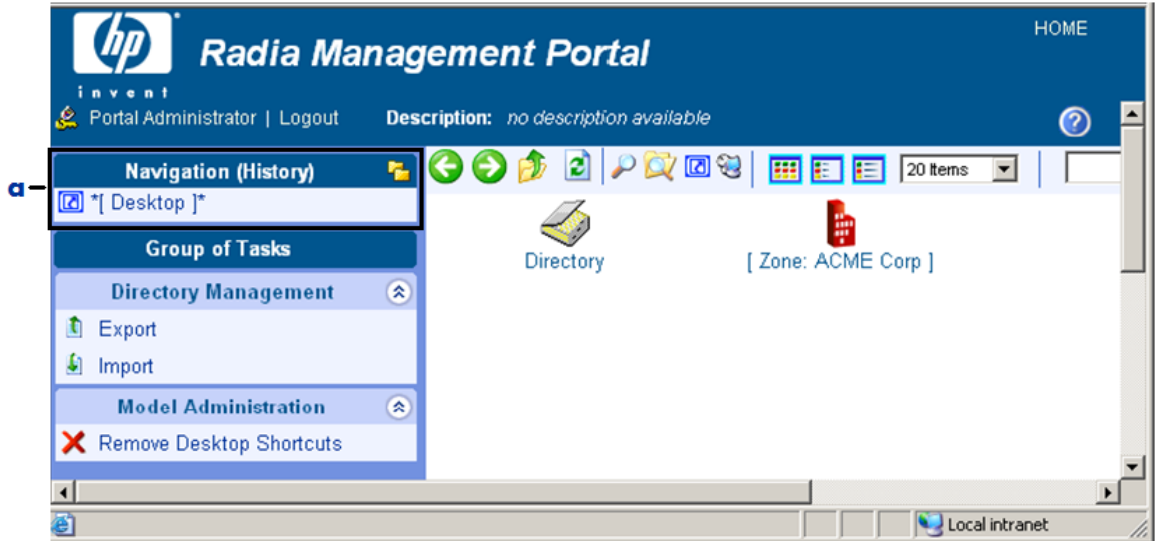 HOME
hp
Radia Management Portal
invent
Portal Administrator | Logout Description: no description available
?
a
Navigation (History)
20 Items
*[ Desktop ]*
Group of Tasks
Directory
[ Zone: ACME Corp ]
Directory Management
Export
Import
Model Administration
Remove Desktop Shortcuts
Local intranet